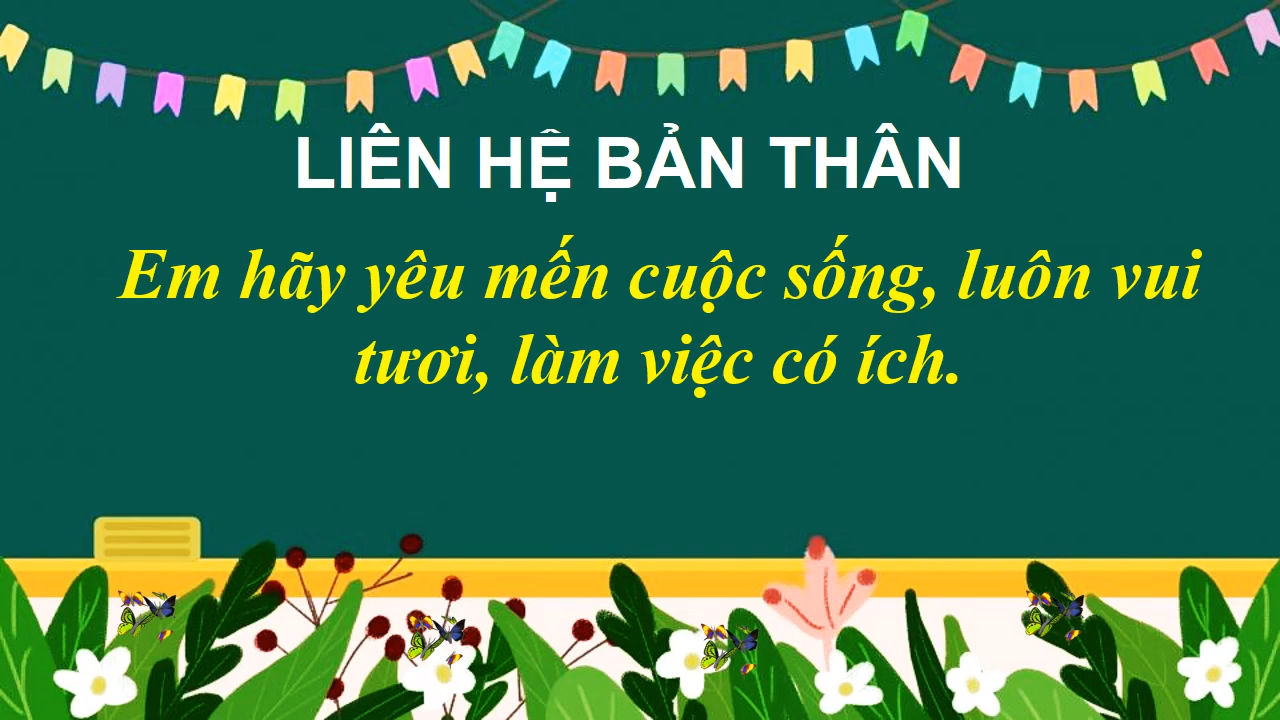 LIÊN HỆ BẢN THÂN
Em hãy yêu mến cuộc sống, luôn vui
tươi, làm việc có ích.